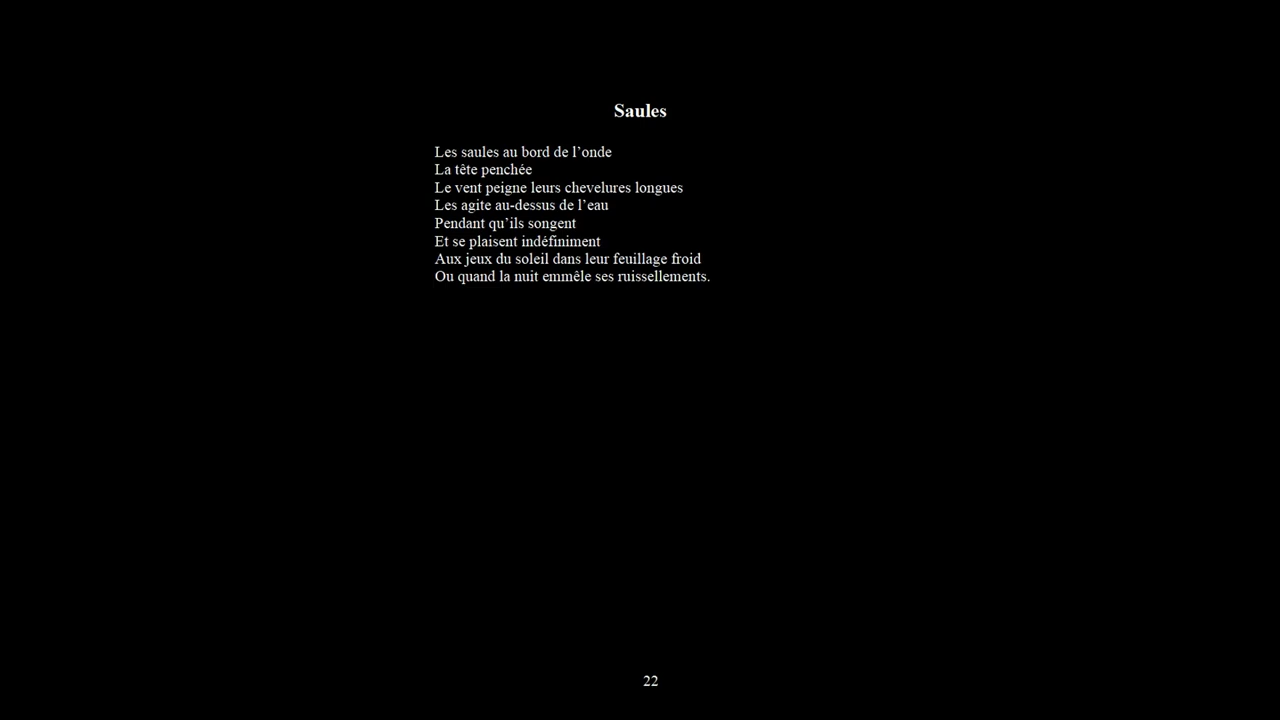 Saules
Les saules au bord de l’onde
La tête penchée
Le vent peigne leurs chevelures longues
Les agite au-dessus de l’eau
Pendant qu’ils songent
Et se plaisent indéfiniment
Aux jeux du soleil dans leur feuillage froid
Ou quand la nuit emmêle ses ruissellements.
22